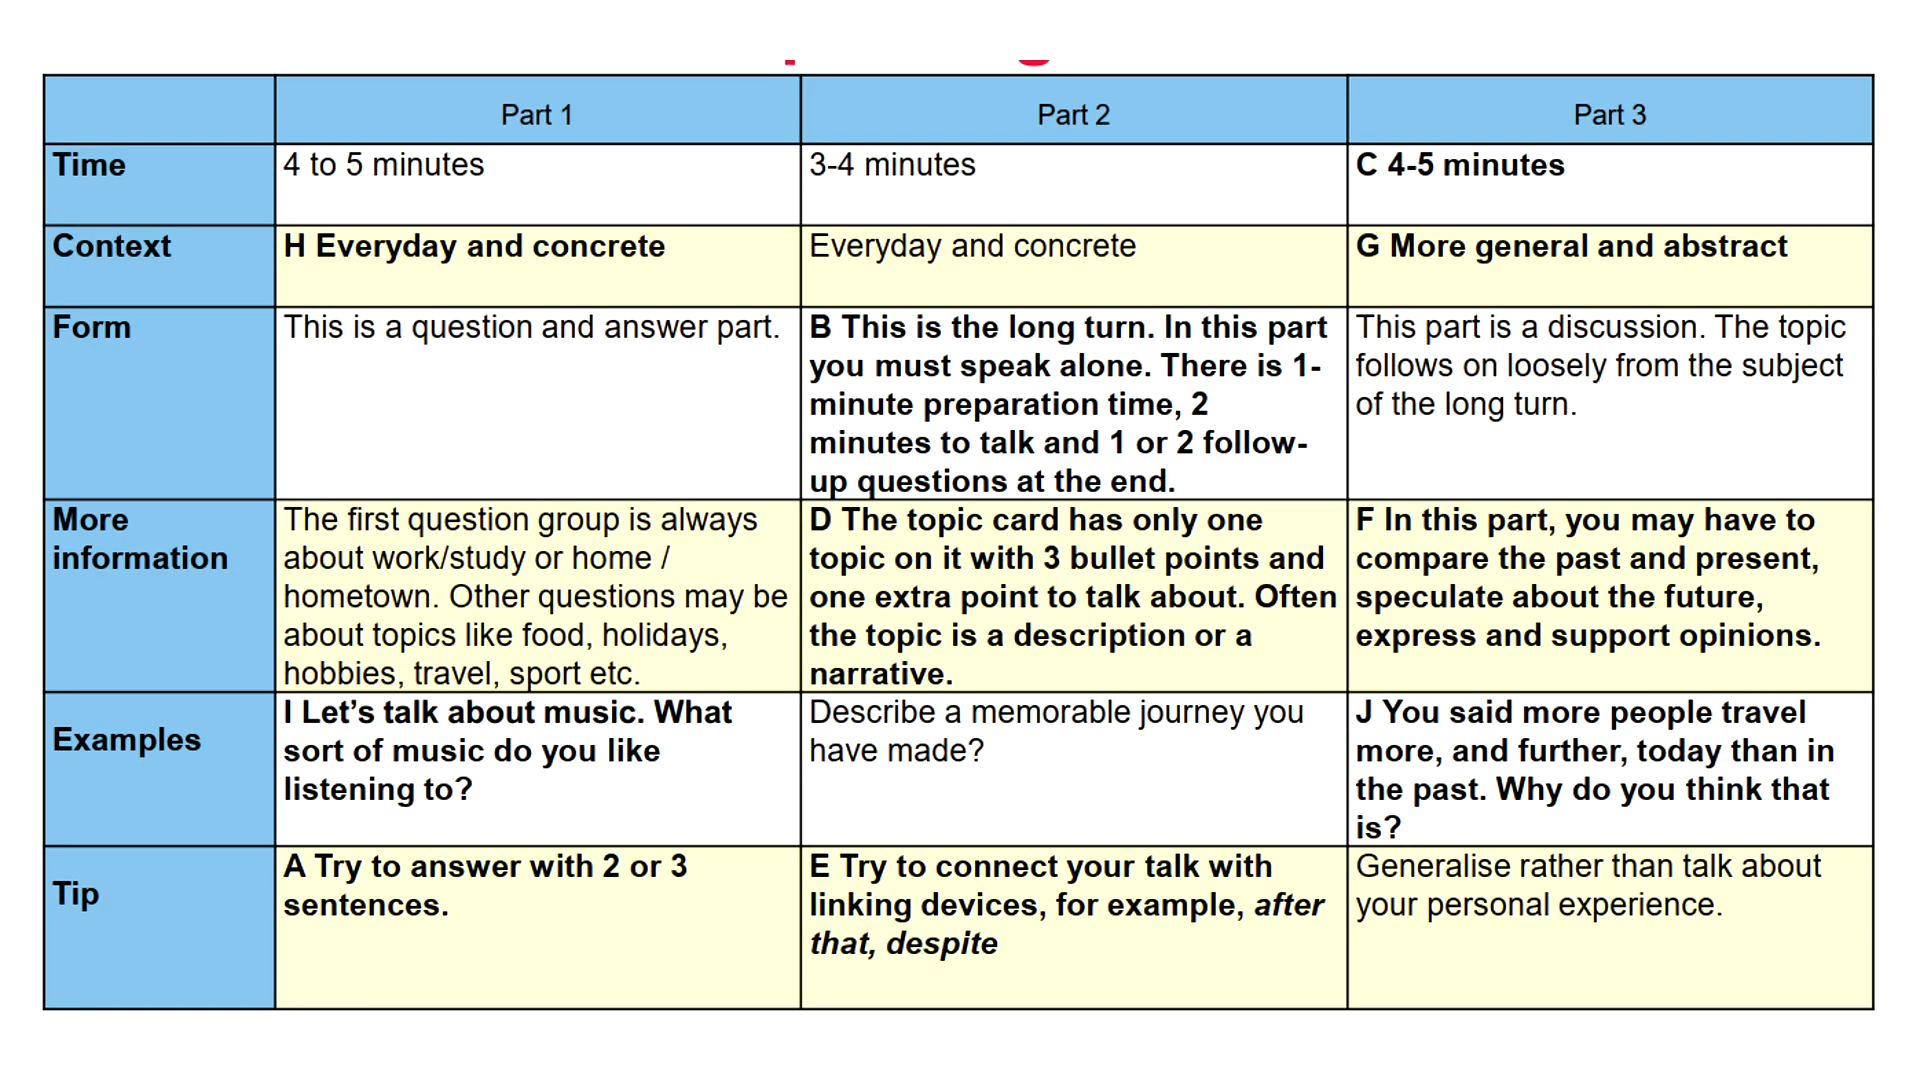 Part 1
Part 2
Part 3
Time
4 to 5 minutes
3-4 minutes
C 4-5 minutes
Context
H Everyday and concrete
Everyday and concrete
G More general and abstract
Form
This is a question and answer part.
B This is the long turn. In this part
you must speak alone. There is 1-
minute preparation time, 2
minutes to talk and 1 or 2 follow-
up questions at the end.
This part is a discussion. The topic
follows on loosely from the subject
of the long turn.
More
information
The first question group is always
about work/study or home /
hometown. Other questions may be
about topics like food, holidays,
hobbies, travel, sport etc.
D The topic card has only one
topic on it with 3 bullet points and
one extra point to talk about. Often
the topic is a description or a
narrative.
F In this part, you may have to
compare the past and present,
speculate about the future,
express and support opinions.
Examples
I Let’s talk about music. What
sort of music do you like
listening to?
Describe a memorable journey you
have made?
J You said more people travel
more, and further, today than in
the past. Why do you think that
is?
Tip
A Try to answer with 2 or 3
sentences.
E Try to connect your talk with
linking devices, for example, after
that, despite
Generalise rather than talk about
your personal experience.